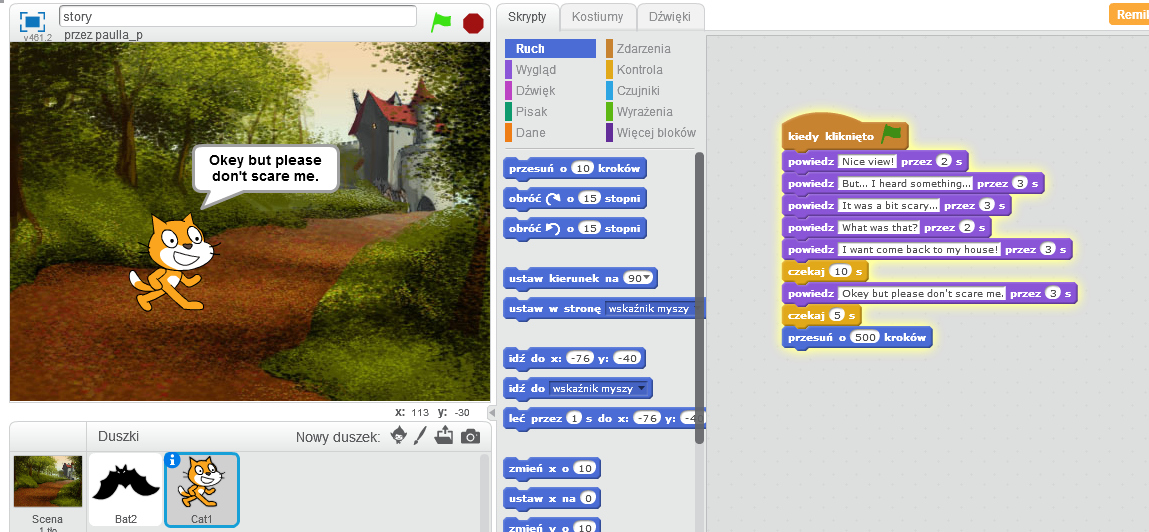 story
v461.2
przez paulla_p
Okey but please
don't scare me.
x: 113 y: -30
Duszki
Nowy duszek:
Scena
1 tło
Bat2
Cat1
Skrypty
Kostiumy
Dźwięki
Ruch
Zdarzenia
Wygląd
Kontrola
Dźwięk
Czujniki
Pisak
Wyrażenia
Dane
Więcej bloków
przesuń o 10 kroków
obróć o 15 stopni
obróć o 15 stopni
ustaw kierunek na 90
ustaw w stronę wskaźnik myszy
idź do x: -76 y: -40
idź do wskaźnik myszy
leć przez 1 s do x: -76 y: -4
zmień x o 10
ustaw x na 0
zmień y o 10
Remi
kiedy kliknięto
powiedz Nice view! przez 2 s
powiedz But... I heard something... przez 3 s
powiedz It was a bit scary... przez 3 s
powiedz What was that? przez 2 s
powiedz I want come back to my house! przez 3 s
czekaj 10 s
powiedz Okey but please don't scare me. przez 3 s
czekaj 5 s
przesuń o 500 kroków